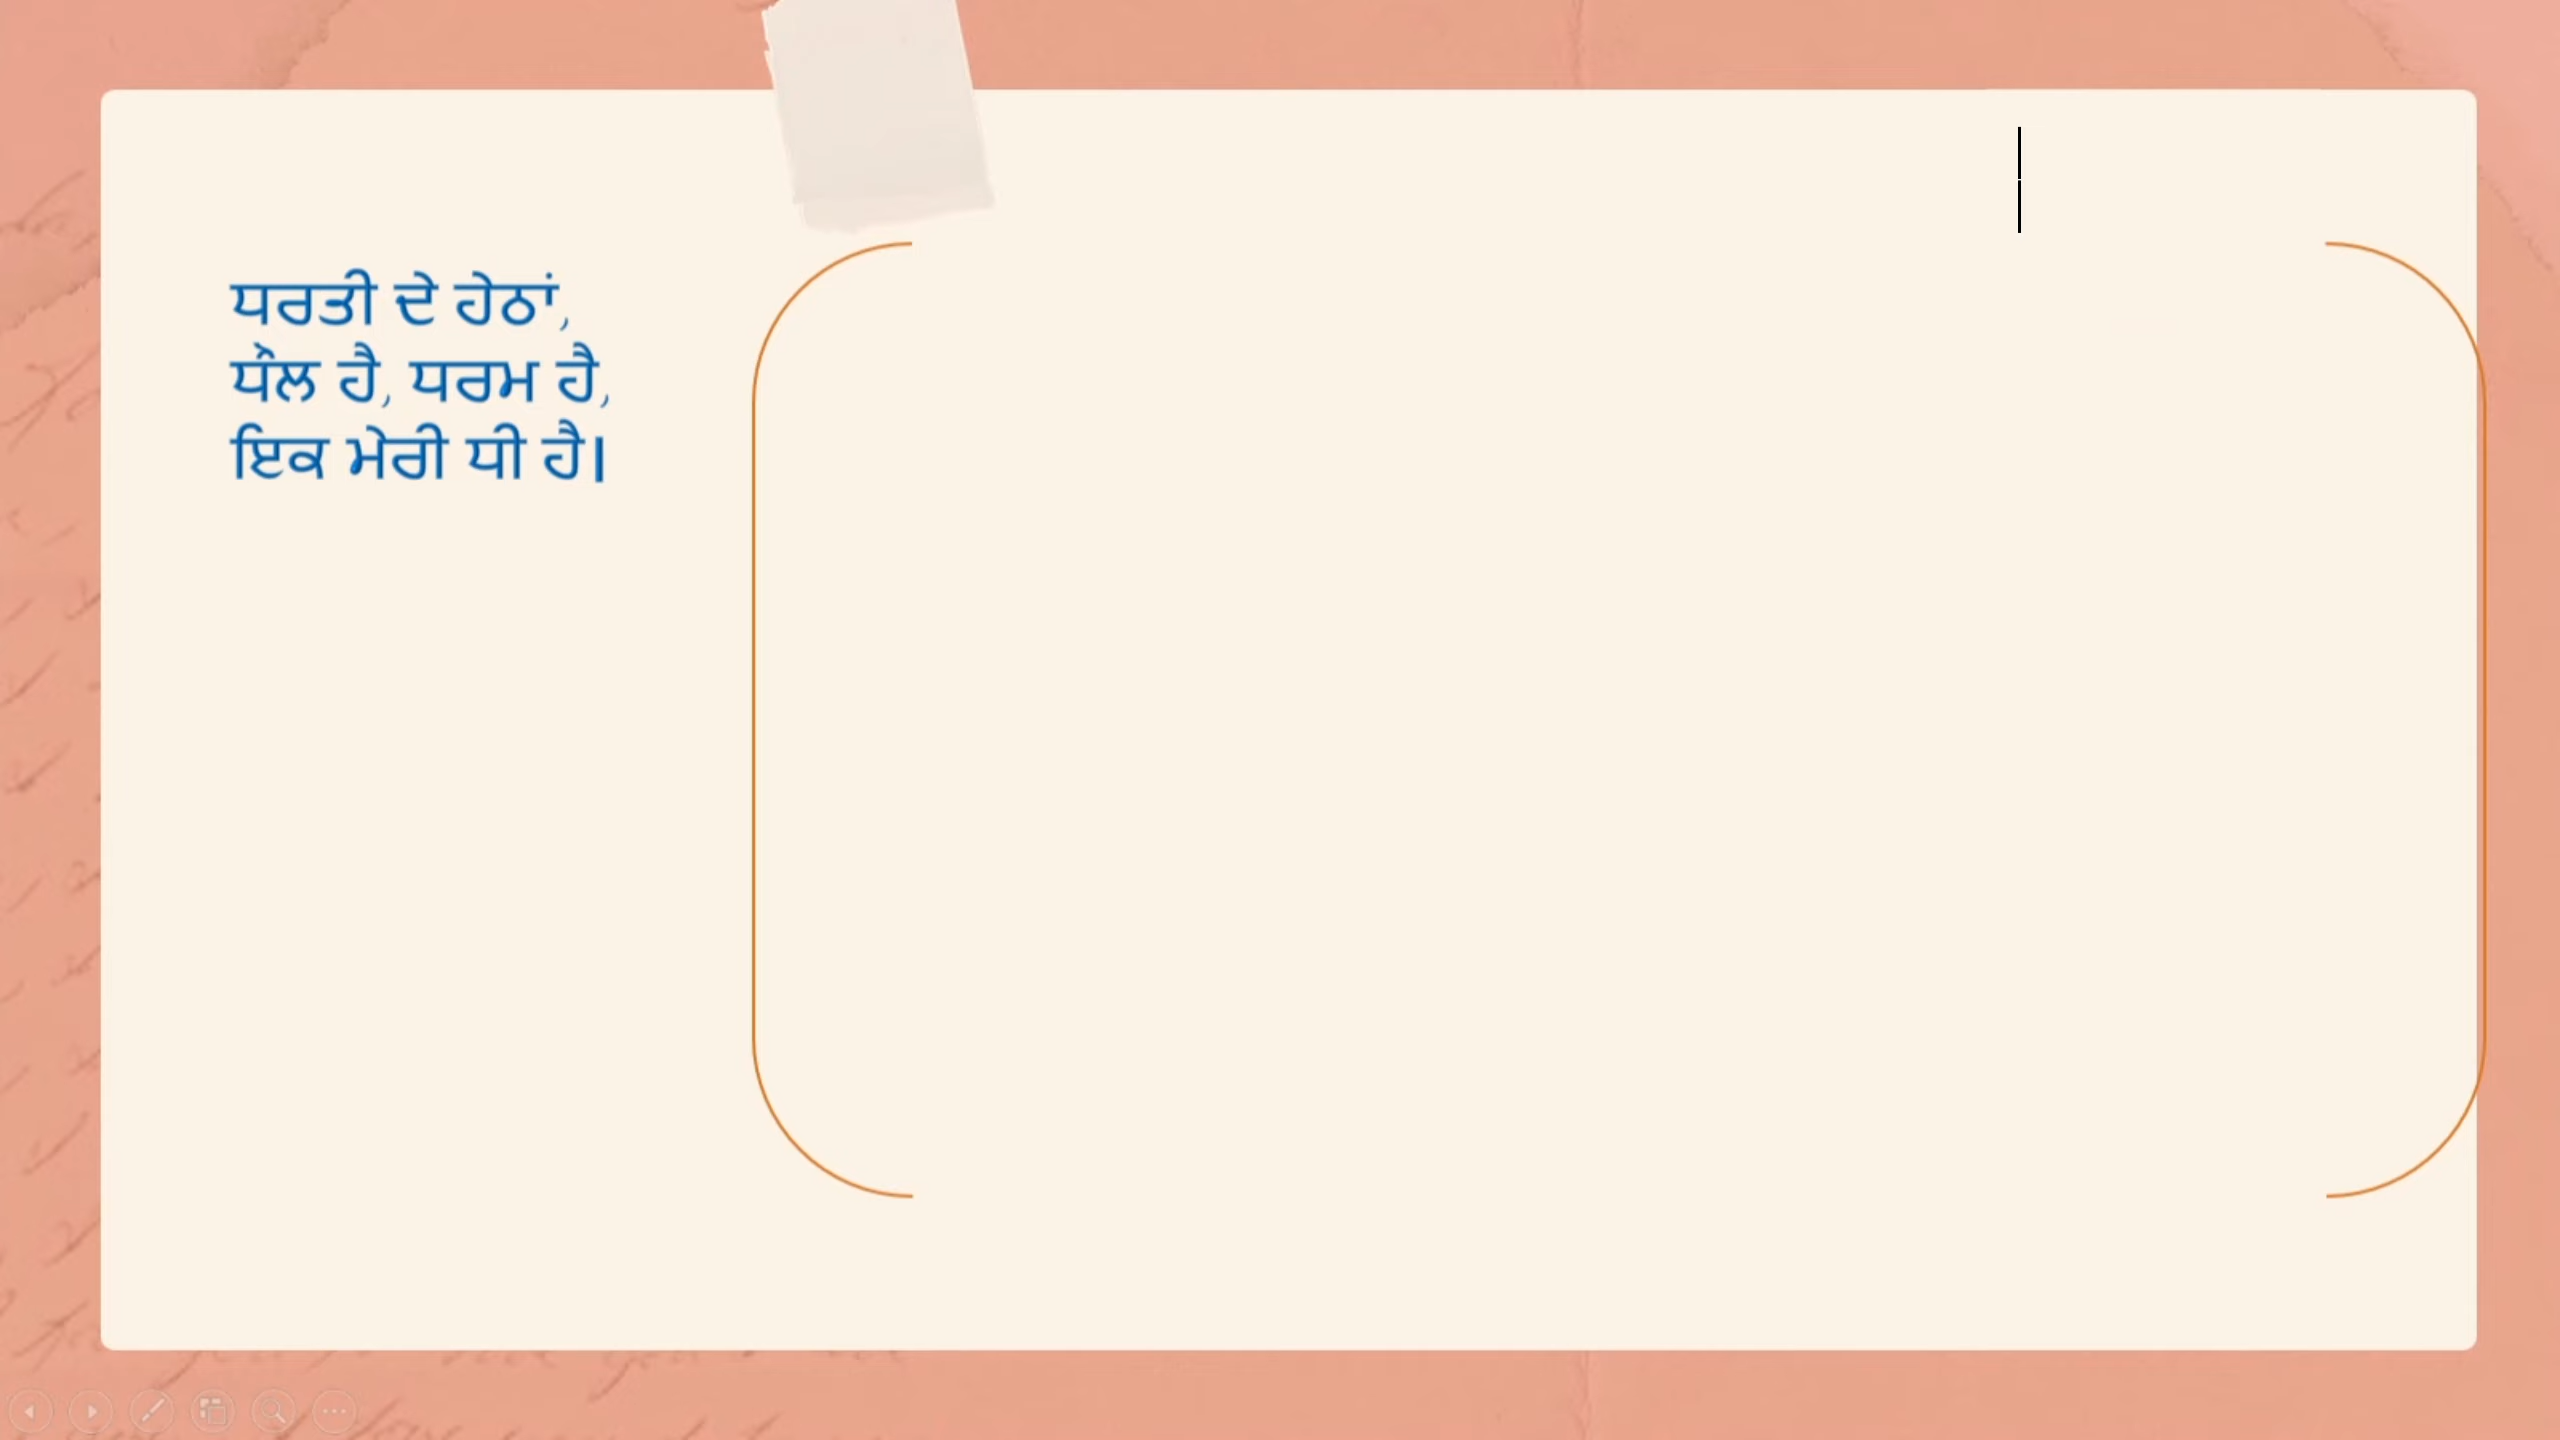 ਧਰਤੀ ਦੇ ਹੇਠਾਂ,
ਧੌਲ ਹੈ, ਧਰਮ ਹੈ,
ਇਕ ਮੇਰੀ ਧੀ ਹੈ।